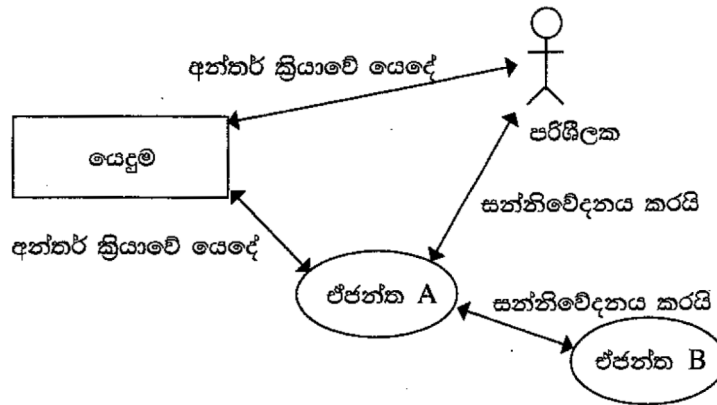 අන්තර් ක්‍රියාවේ යෙදේ
පරිශීලක
යෙදුම
සන්නිවේදනය කරයි
අන්තර් ක්‍රියාවේ යෙදේ
ඒජන්ත A
සන්නිවේදනය කරයි
ඒජන්ත B